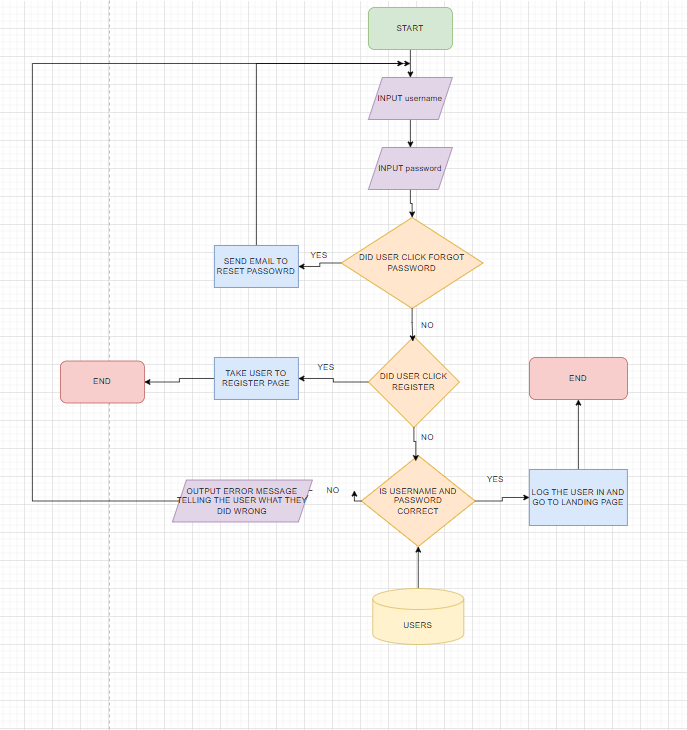 START
INPUT username
INPUT password
DID USER CLICK FORGOT
PASSWORD
YES
SEND EMAIL TO
RESET PASSOWRD
NO
DID USER CLICK
REGISTER
YES
TAKE USER TO
REGISTER PAGE
END
END
NO
IS USERNAME AND
PASSWORD
CORRECT
YES
LOG THE USER IN AND
GO TO LANDING PAGE
NO
OUTPUT ERROR MESSAGE
TELLING THE USER WHAT THEY
DID WRONG
USERS